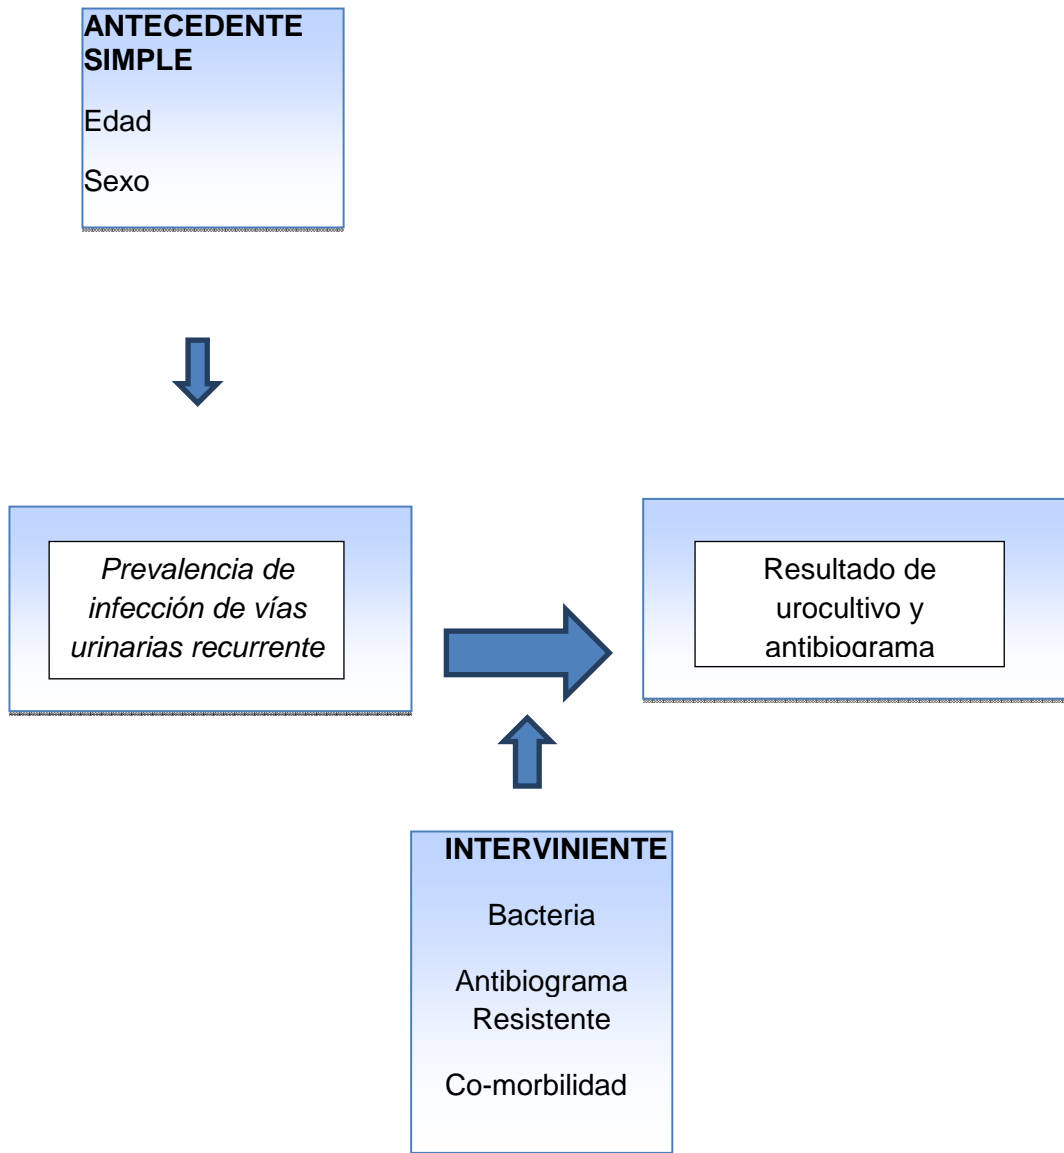 ANTECEDENTE
SIMPLE
Edad
Sexo
Prevalencia de
infección de vías
urinarias recurrente
Resultado de
urocultivo y
antibiograma
INTERVINIENTE
Bacteria
Antibiograma
Resistente
Co-morbilidad